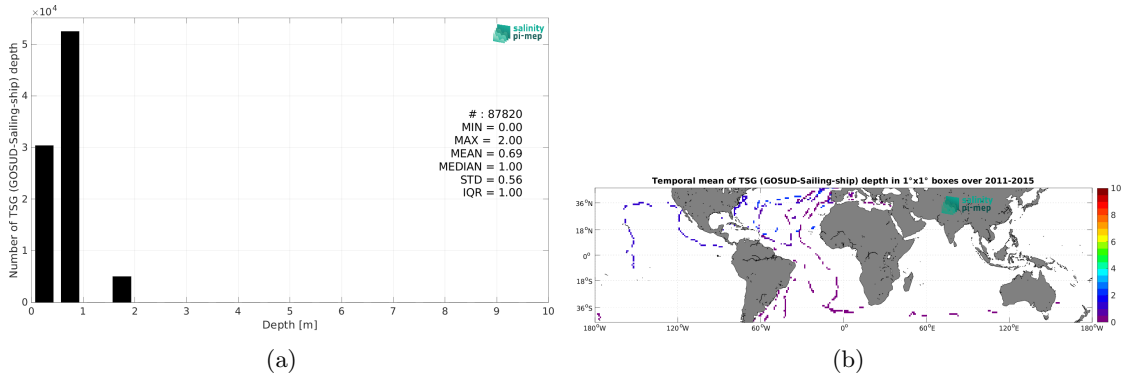 ×10⁴
5
4
3
2
1
0
Number of TSG (GOSUD-Sailing-ship) depth
0 1 2 3 4 5 6 7 8 9 10
Depth [m]
salinity
pi-mep
# : 87820
MIN = 0.00
MAX = 2.00
MEAN = 0.69
MEDIAN = 1.00
STD = 0.56
IQR = 1.00
(a)
Temporal mean of TSG (GOSUD-Sailing-ship) depth in 1°x1° boxes over 2011-2015
salinity
pi-mep
36°N
18°N
0°
18°S
36°S
180°W 120°W 60°W 0° 60°E 120°E 180°W
10
8
6
4
2
0
(b)